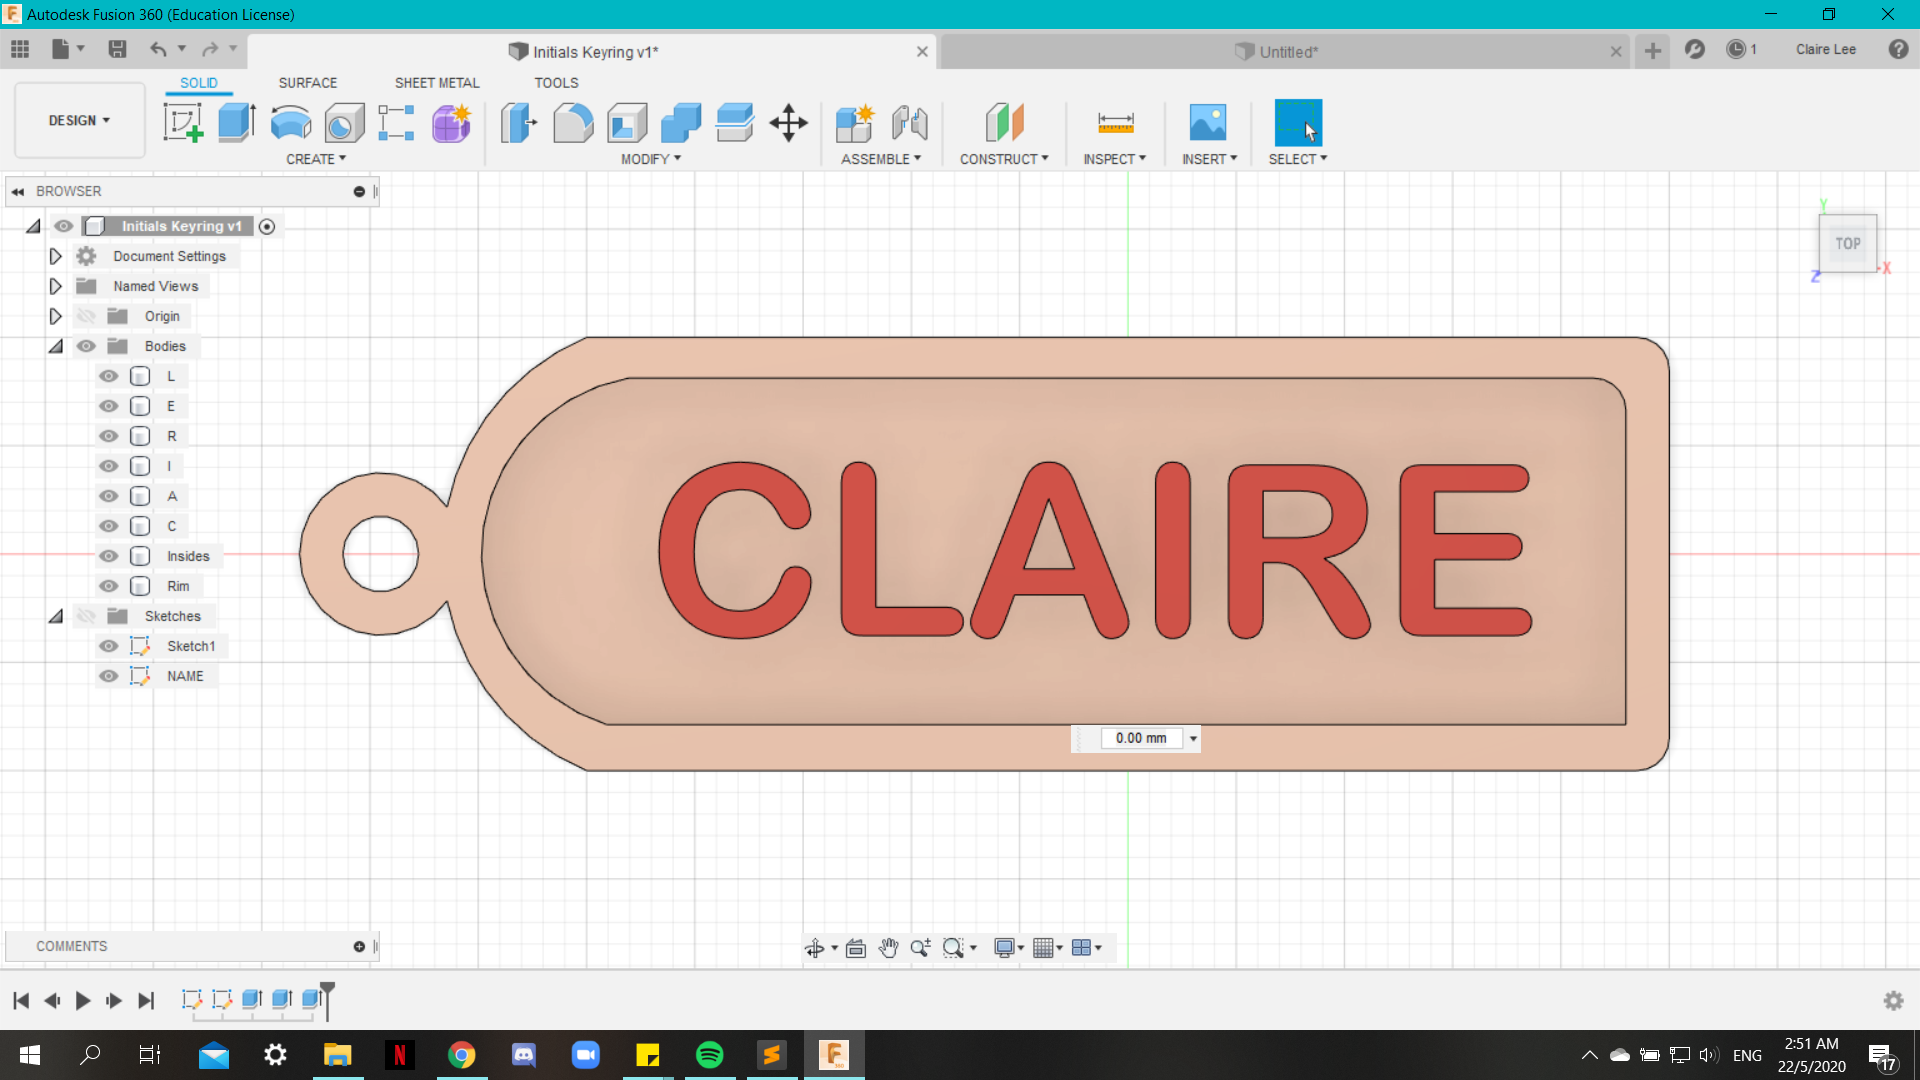 Autodesk Fusion 360 (Education License)
Initials Keyring v1*
Untitled*
1
Claire Lee
SOLID
SURFACE
SHEET METAL
TOOLS
DESIGN
CREATE
MODIFY
ASSEMBLE
CONSTRUCT
INSPECT
INSERT
SELECT
BROWSER
Initials Keyring v1
Document Settings
Named Views
Origin
Bodies
L
E
R
I
A
C
Insides
Rim
Sketches
Sketch1
NAME
Y
TOP
Z
X
CLAIRE
0.00 mm
COMMENTS
ENG
2:51 AM
22/5/2020
17